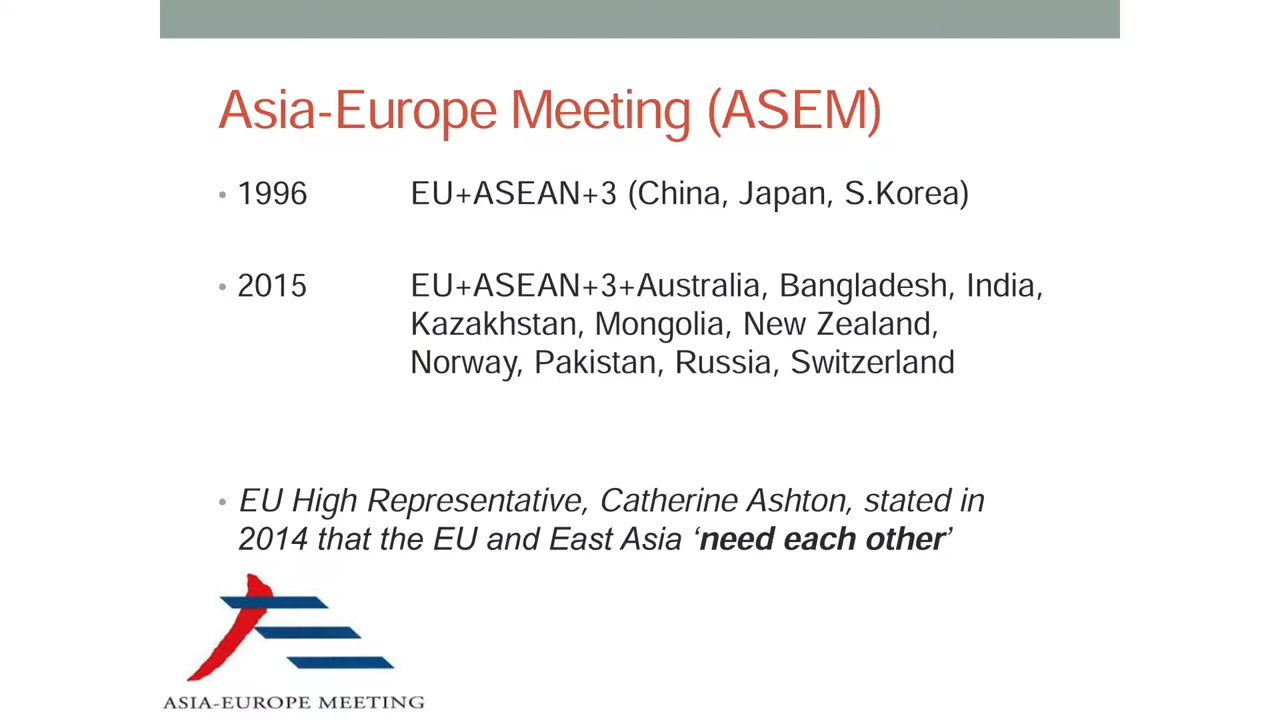 Asia-Europe Meeting (ASEM)
• 1996 EU+ASEAN+3 (China, Japan, S.Korea)
• 2015 EU+ASEAN+3+Australia, Bangladesh, India,
Kazakhstan, Mongolia, New Zealand,
Norway, Pakistan, Russia, Switzerland
• EU High Representative, Catherine Ashton, stated in
2014 that the EU and East Asia ‘need each other’
ASIA-EUROPE MEETING